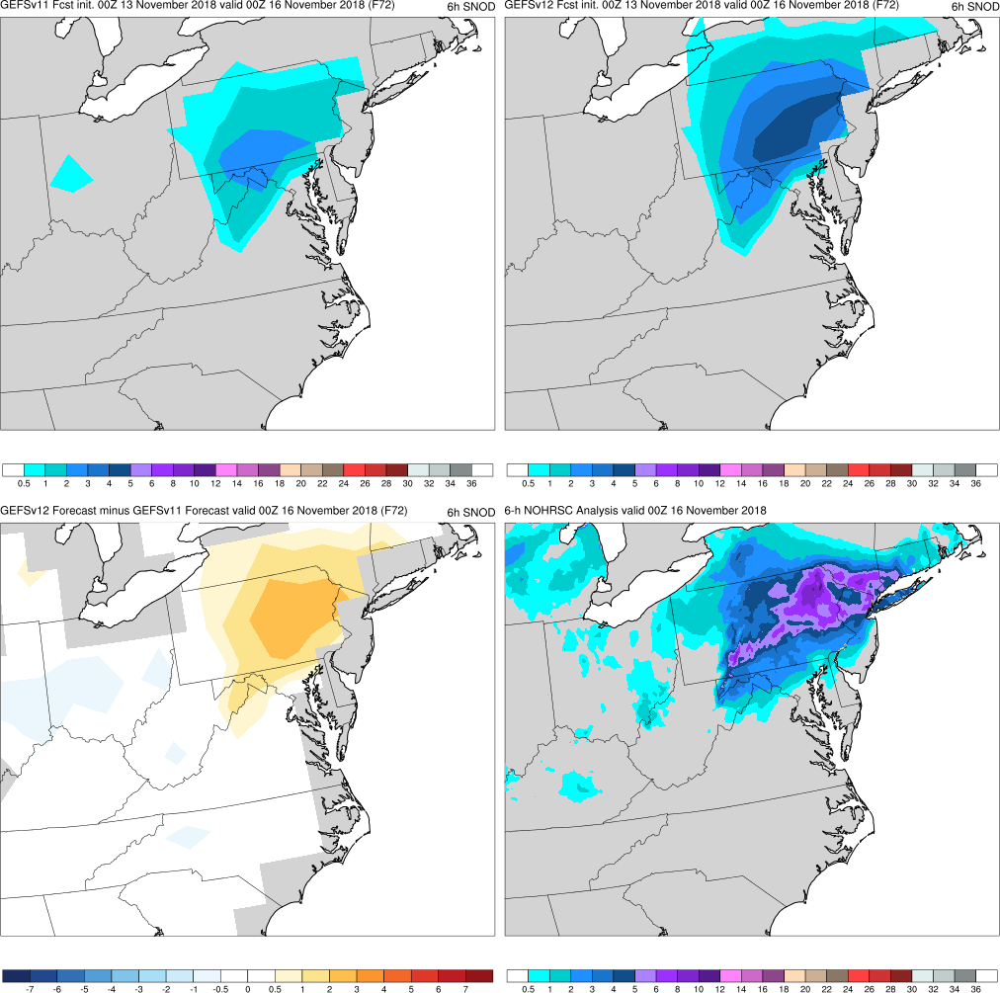 GEFSv11 Fcst init. 00Z 13 November 2018 valid 00Z 16 November 2018 (F72) 6h SNOD
GEFSv12 Fcst init. 00Z 13 November 2018 valid 00Z 16 November 2018 (F72) 6h SNOD
0.5 1 2 3 4 5 6 8 10 12 14 16 18 20 22 24 26 28 30 32 34 36
0.5 1 2 3 4 5 6 8 10 12 14 16 18 20 22 24 26 28 30 32 34 36
GEFSv12 Forecast minus GEFSv11 Forecast valid 00Z 16 November 2018 (F72) 6h SNOD
6-h NOHRSC Analysis valid 00Z 16 November 2018
-7 -6 -5 -4 -3 -2 -1 -0.5 0 0.5 1 2 3 4 5 6 7
0.5 1 2 3 4 5 6 8 10 12 14 16 18 20 22 24 26 28 30 32 34 36